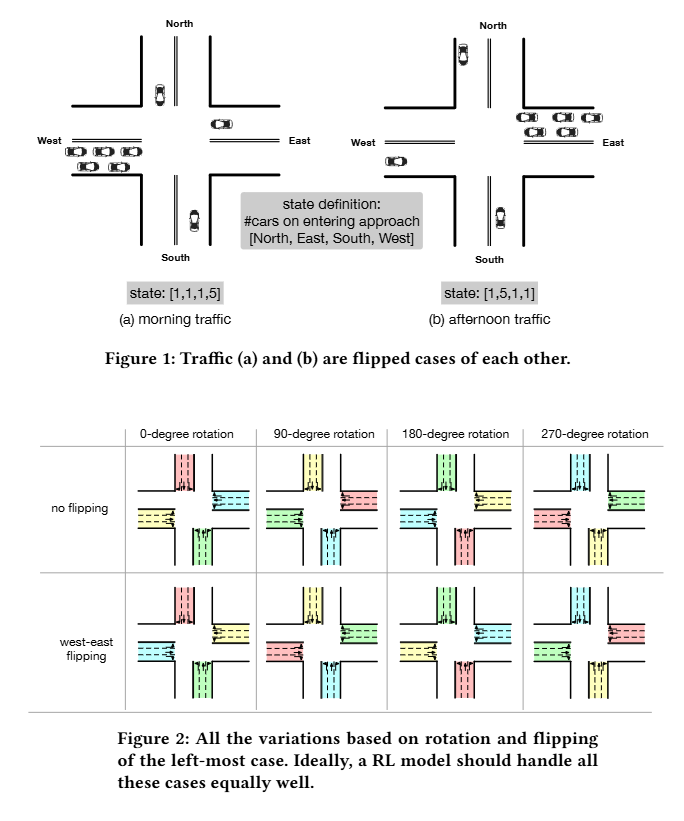 North
North
West
East
West
East
state definition:
#cars on entering approach
[North, East, South, West]
South
South
state: [1,1,1,5]
state: [1,5,1,1]
(a) morning traffic
(b) afternoon traffic
Figure 1: Traffic (a) and (b) are flipped cases of each other.
0-degree rotation
90-degree rotation
180-degree rotation
270-degree rotation
no flipping
west-east
flipping
Figure 2: All the variations based on rotation and flipping
of the left-most case. Ideally, a RL model should handle all
these cases equally well.